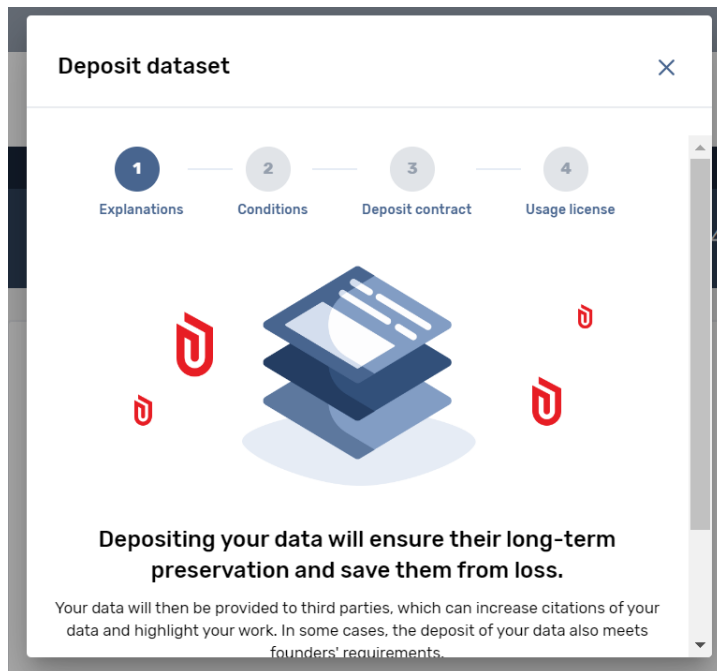 Deposit dataset
1
2
3
4
Explanations
Conditions
Deposit contract
Usage license
Depositing your data will ensure their long-term
preservation and save them from loss.
Your data will then be provided to third parties, which can increase citations of your
data and highlight your work. In some cases, the deposit of your data also meets
founders' requirements.